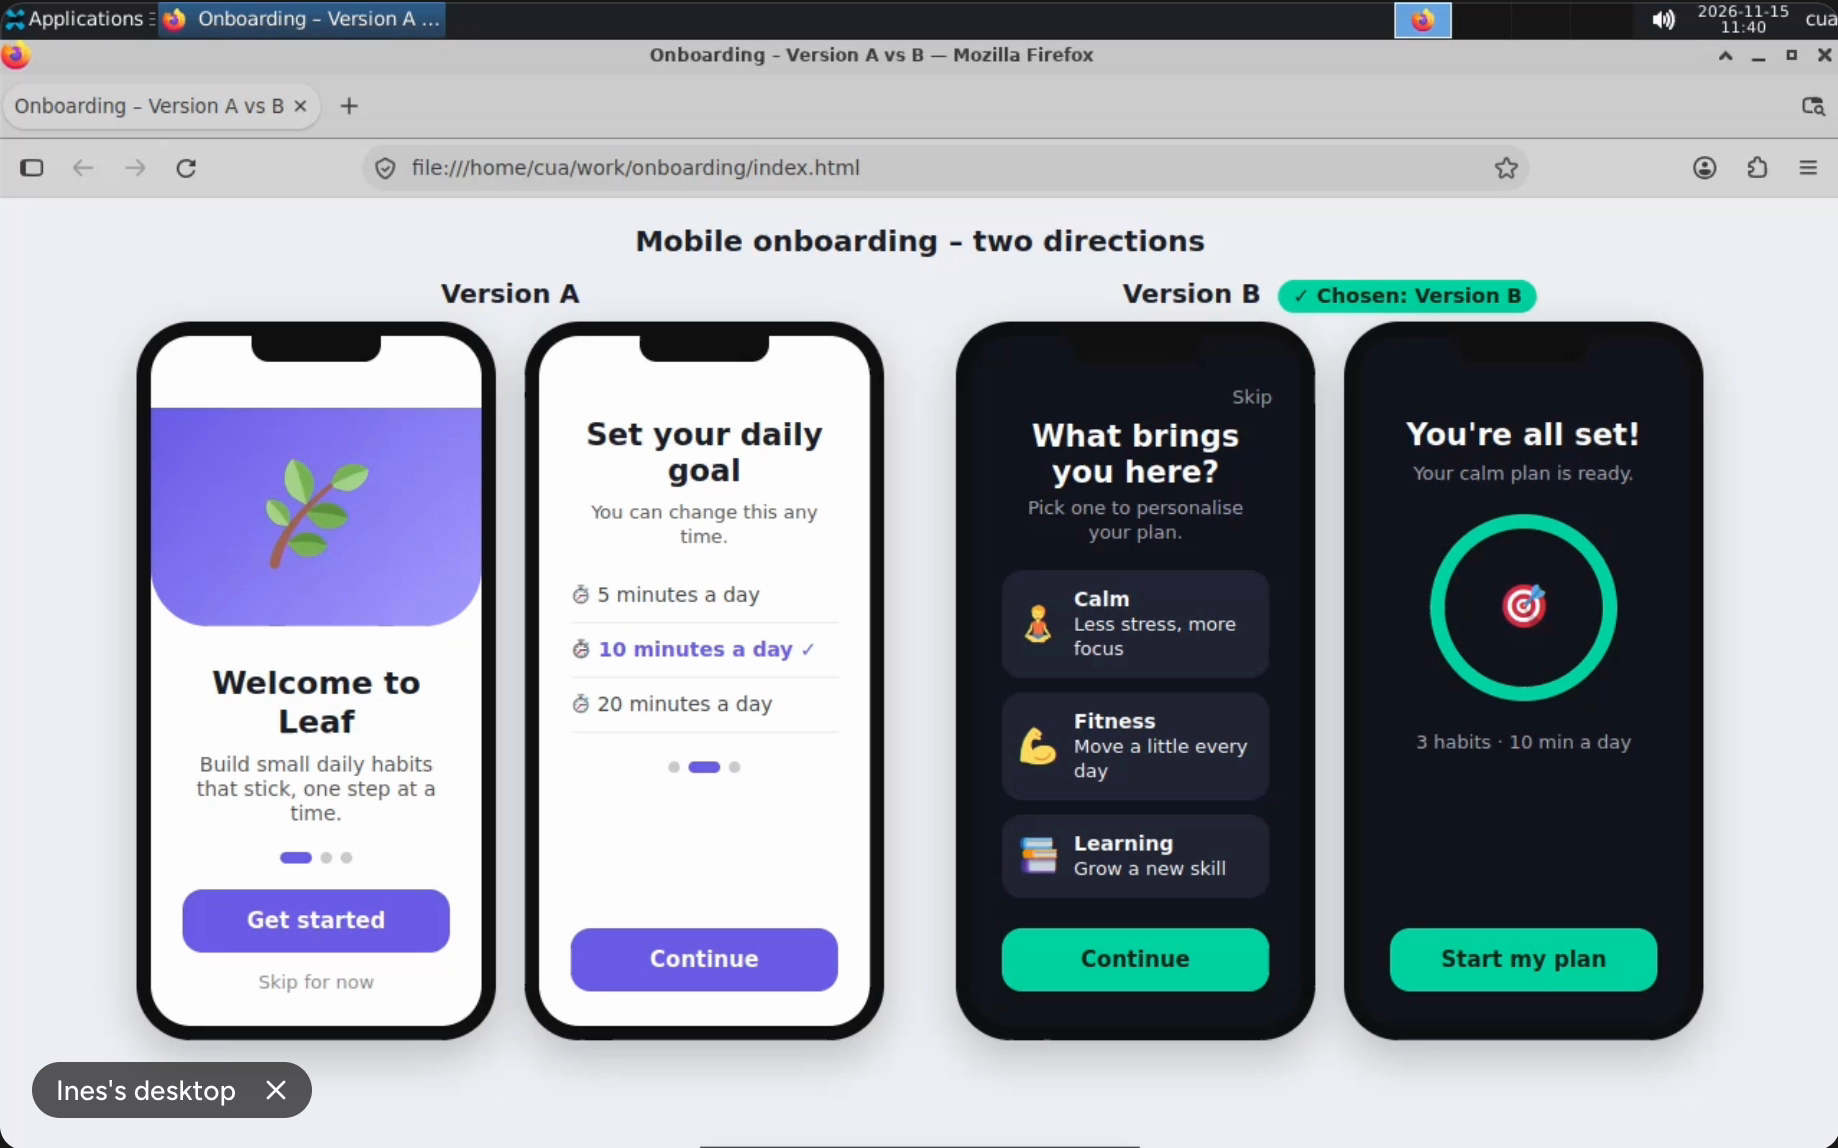 Applications
Onboarding – Version A ...
2026-11-15
11:40
cua
Onboarding – Version A vs B — Mozilla Firefox
Onboarding – Version A vs B
file:///home/cua/work/onboarding/index.html
Mobile onboarding – two directions
Version A
Version B
✓ Chosen: Version B
Welcome to
Leaf
Build small daily habits
that stick, one step at a
time.
Get started
Skip for now
Set your daily
goal
You can change this any
time.
5 minutes a day
10 minutes a day ✓
20 minutes a day
Continue
Skip
What brings
you here?
Pick one to personalise
your plan.
Calm
Less stress, more
focus
Fitness
Move a little every
day
Learning
Grow a new skill
Continue
You're all set!
Your calm plan is ready.
3 habits · 10 min a day
Start my plan
Ines's desktop